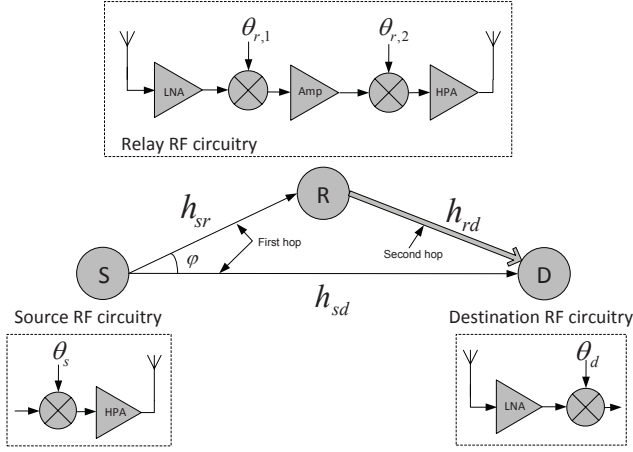 θr,1 θr,2
LNA Amp HPA
Relay RF circuitry
R
hsr hrd
First hop Second hop
S φ D
hsd
Source RF circuitry Destination RF circuitry
θs θd
HPA LNA